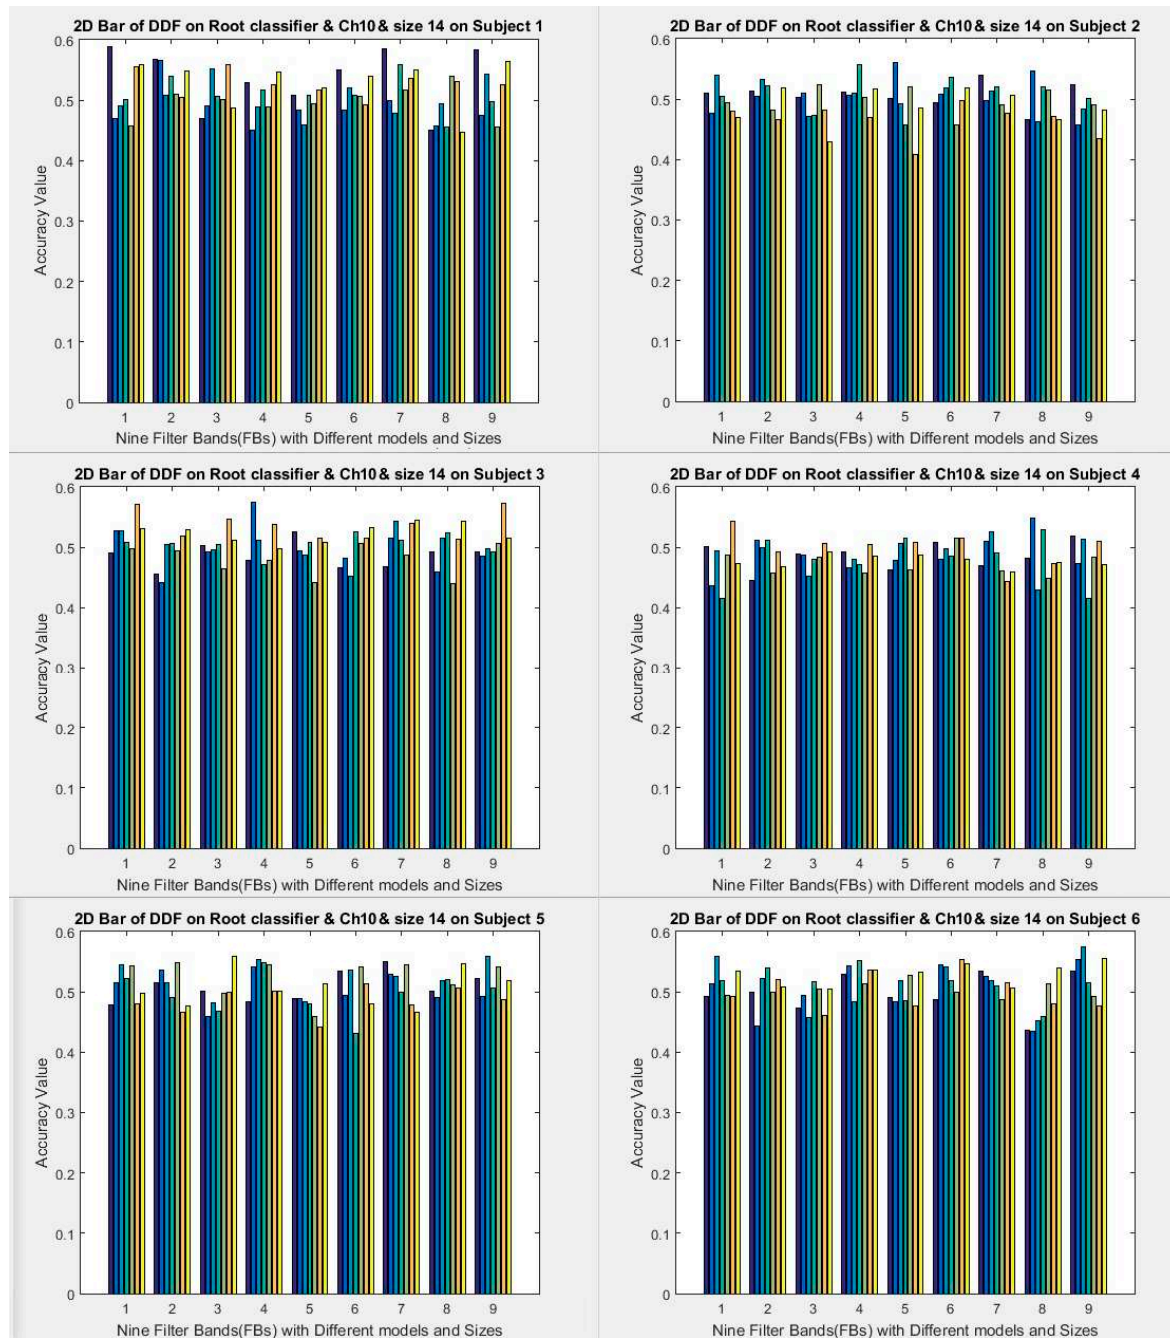 2D Bar of DDF on Root classifier & Ch10 & size 14 on Subject 1
0.6
0.5
0.4
0.3
0.2
0.1
0
Accuracy Value
1 2 3 4 5 6 7 8 9
Nine Filter Bands(FBs) with Different models and Sizes
2D Bar of DDF on Root classifier & Ch10 & size 14 on Subject 2
0.6
0.5
0.4
0.3
0.2
0.1
0
Accuracy Value
1 2 3 4 5 6 7 8 9
Nine Filter Bands(FBs) with Different models and Sizes
2D Bar of DDF on Root classifier & Ch10 & size 14 on Subject 3
0.6
0.5
0.4
0.3
0.2
0.1
0
Accuracy Value
1 2 3 4 5 6 7 8 9
Nine Filter Bands(FBs) with Different models and Sizes
2D Bar of DDF on Root classifier & Ch10 & size 14 on Subject 4
0.6
0.5
0.4
0.3
0.2
0.1
0
Accuracy Value
1 2 3 4 5 6 7 8 9
Nine Filter Bands(FBs) with Different models and Sizes
2D Bar of DDF on Root classifier & Ch10 & size 14 on Subject 5
0.6
0.5
0.4
0.3
0.2
0.1
0
Accuracy Value
1 2 3 4 5 6 7 8 9
Nine Filter Bands(FBs) with Different models and Sizes
2D Bar of DDF on Root classifier & Ch10 & size 14 on Subject 6
0.6
0.5
0.4
0.3
0.2
0.1
0
Accuracy Value
1 2 3 4 5 6 7 8 9
Nine Filter Bands(FBs) with Different models and Sizes